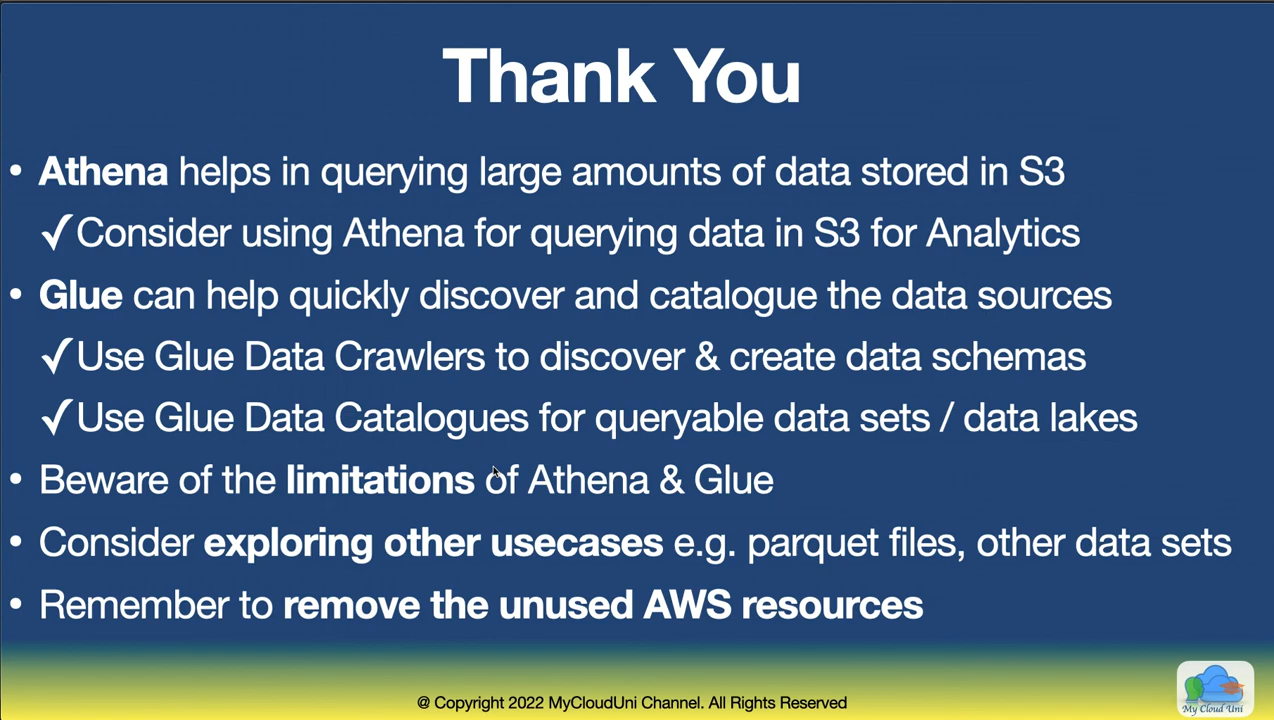 Thank You
• Athena helps in querying large amounts of data stored in S3
✓Consider using Athena for querying data in S3 for Analytics
• Glue can help quickly discover and catalogue the data sources
✓Use Glue Data Crawlers to discover & create data schemas
✓Use Glue Data Catalogues for queryable data sets / data lakes
• Beware of the limitations of Athena & Glue
• Consider exploring other usecases e.g. parquet files, other data sets
• Remember to remove the unused AWS resources
@ Copyright 2022 MyCloudUni Channel. All Rights Reserved
My Cloud Uni